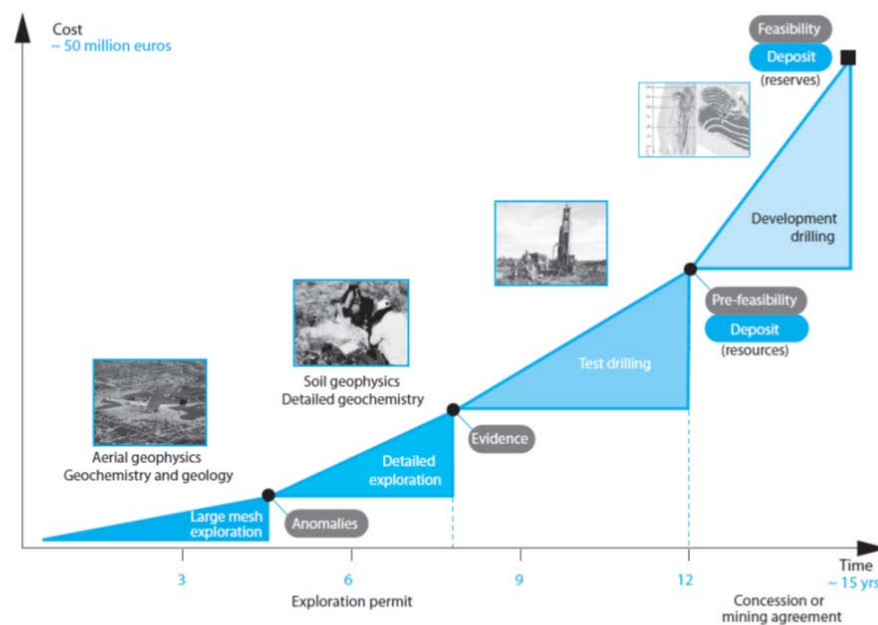 Cost
~ 50 million euros
Feasibility
Deposit
(reserves)
Development
drilling
Pre-feasibility
Deposit
(resources)
Test drilling
Soil geophysics
Detailed geochemistry
Evidence
Detailed
exploration
Aerial geophysics
Geochemistry and geology
Large mesh
exploration
Anomalies
3
6
9
12
Time
~ 15 yrs
Exploration permit
Concession or
mining agreement